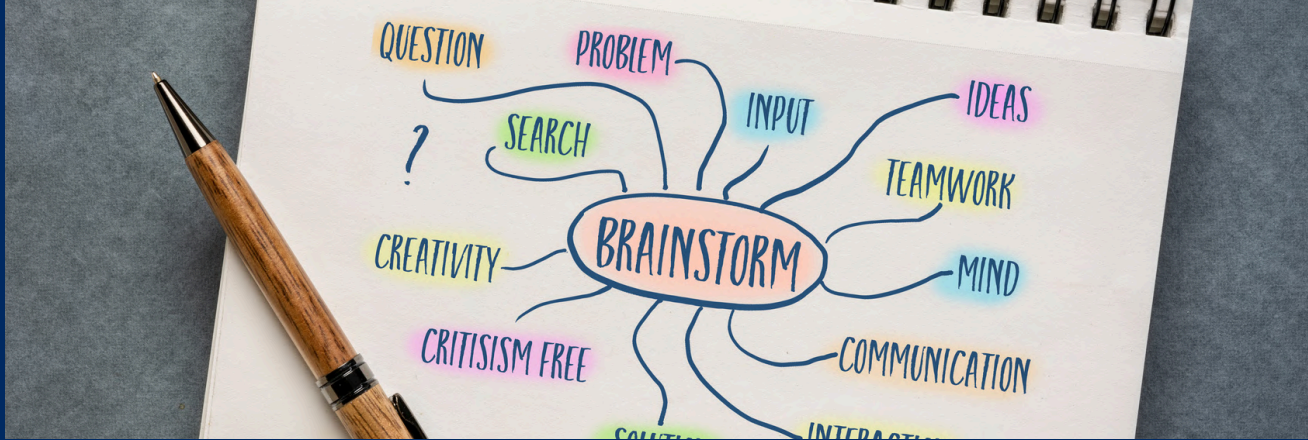 QUESTION
PROBLEM
INPUT
IDEAS
SEARCH
?
TEAMWORK
CREATIVITY
BRAINSTORM
MIND
CRITISISM FREE
COMMUNICATION